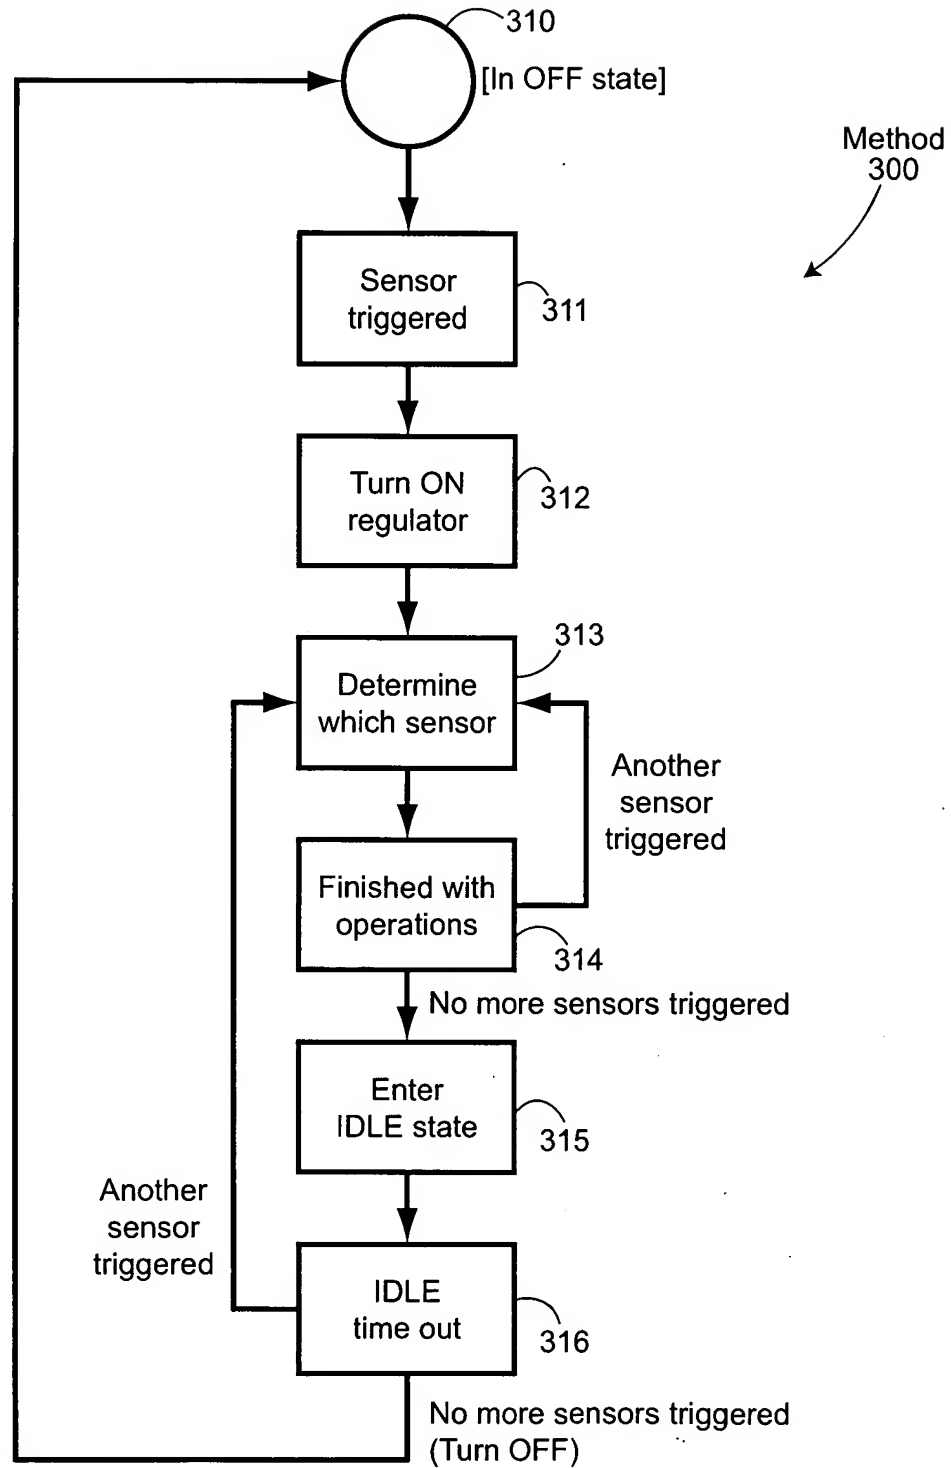 310
[In OFF state]
Method
300
Sensor
triggered
311
Turn ON
regulator
312
313
Determine
which sensor
Another
sensor
triggered
Finished with
operations
314
No more sensors triggered
Enter
IDLE state
315
Another
sensor
triggered
IDLE
time out
316
No more sensors triggered
(Turn OFF)